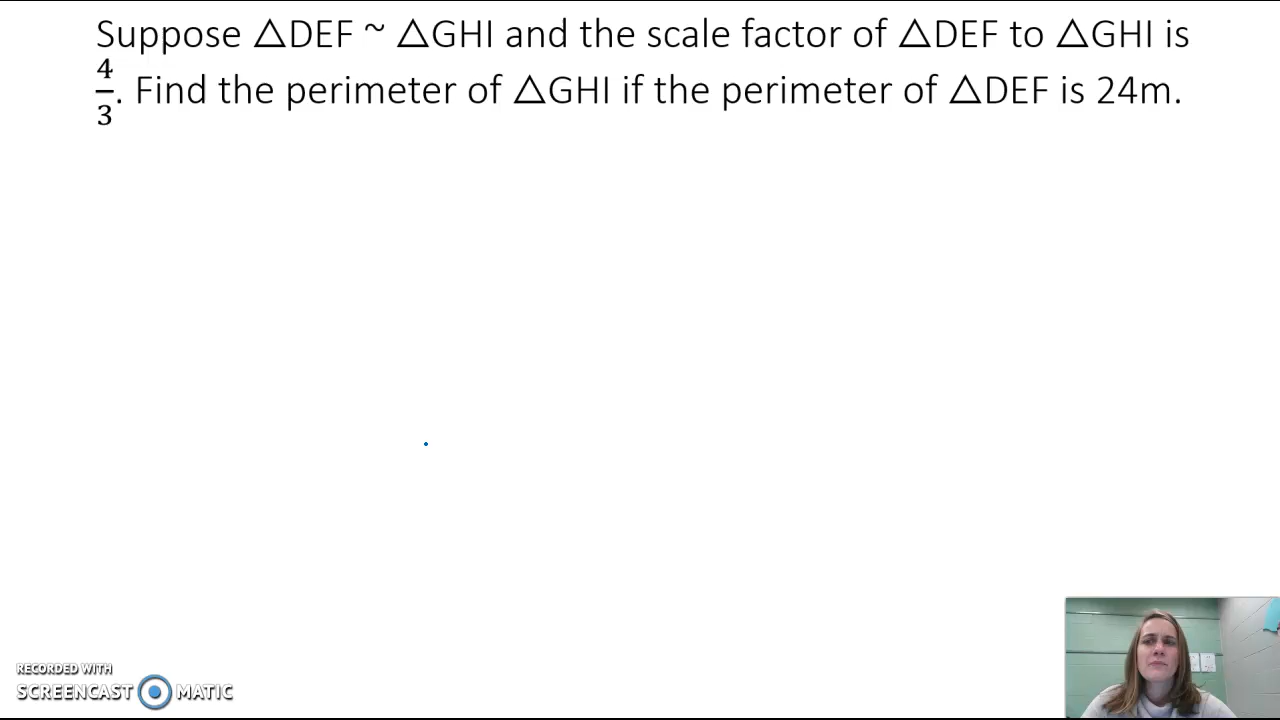 Suppose △DEF ~ △GHI and the scale factor of △DEF to △GHI is
4/3. Find the perimeter of △GHI if the perimeter of △DEF is 24m.
RECORDED WITH
SCREENCAST MATIC